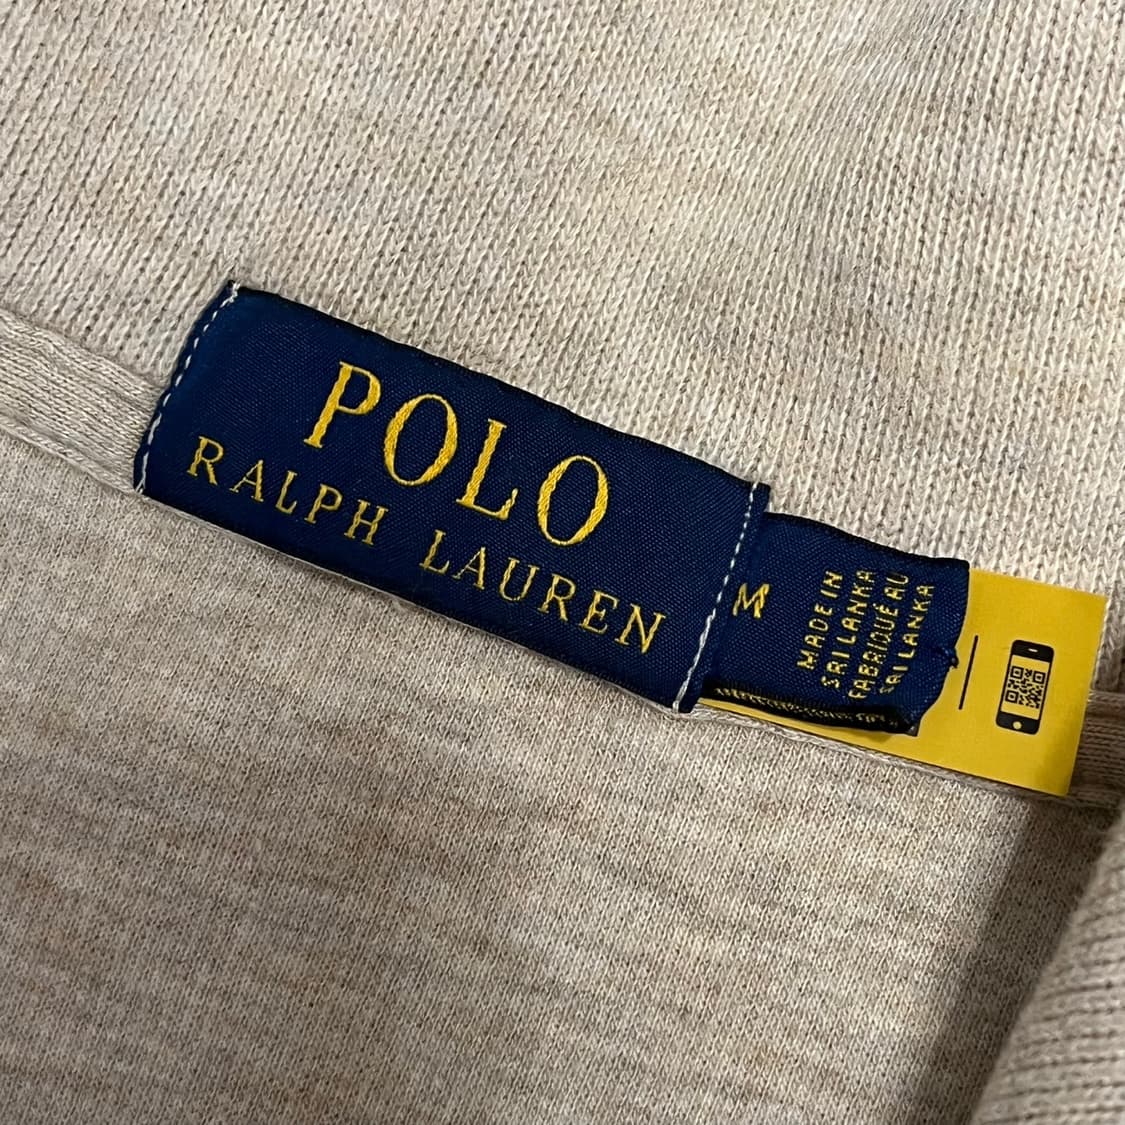 POLO
RALPH LAUREN
M
MADE IN
SRI LANKA
FABRIQUÉ AU
SRI LANKA